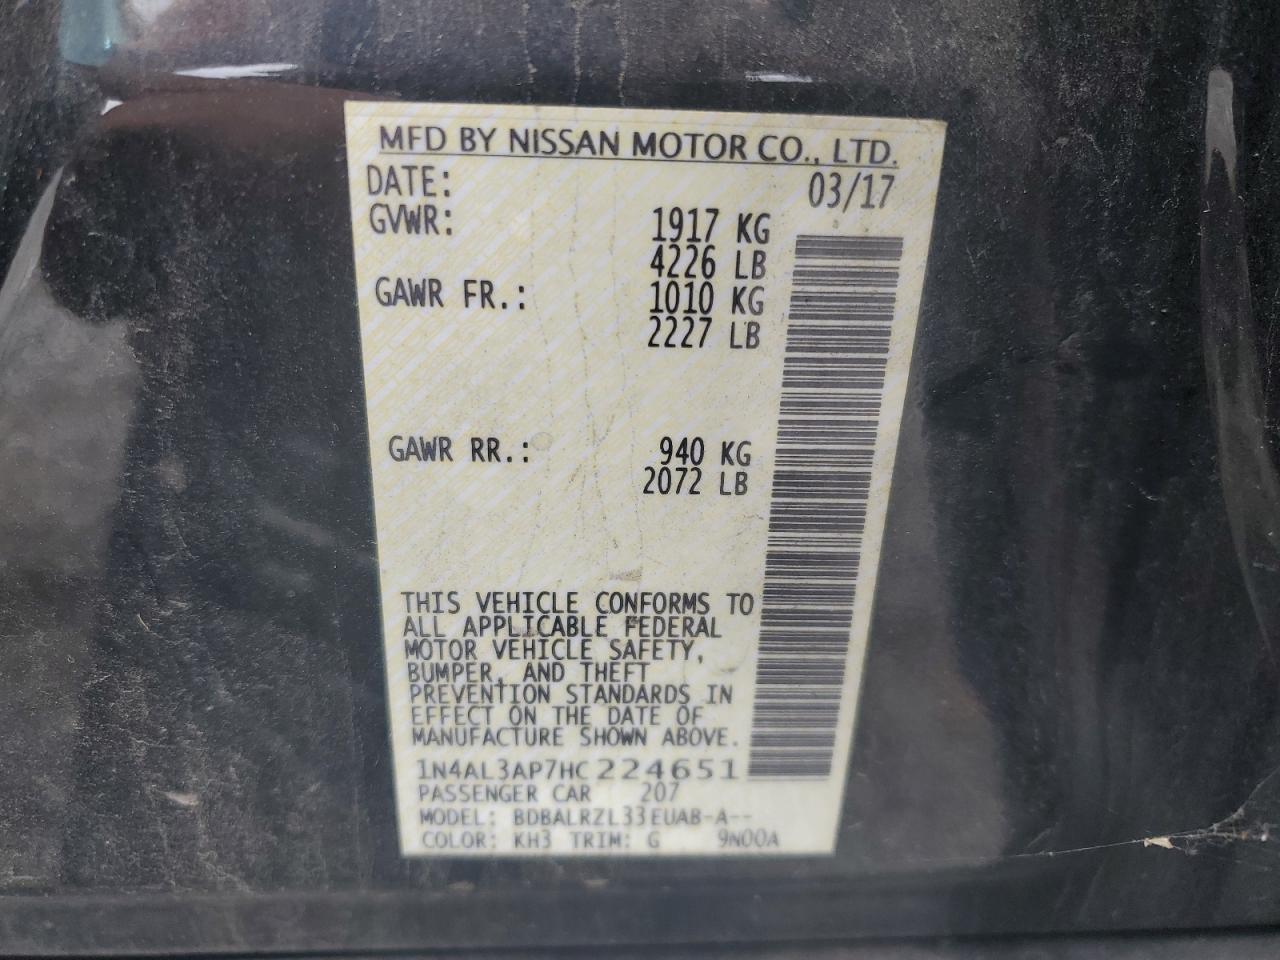 MFD BY NISSAN MOTOR CO., LTD.
DATE: 03/17
GVWR: 1917 KG
4226 LB
GAWR FR.: 1010 KG
2227 LB
GAWR RR.: 940 KG
2072 LB
THIS VEHICLE CONFORMS TO
ALL APPLICABLE FEDERAL
MOTOR VEHICLE SAFETY,
BUMPER, AND THEFT
PREVENTION STANDARDS IN
EFFECT ON THE DATE OF
MANUFACTURE SHOWN ABOVE.
1N4AL3AP7HC224651
PASSENGER CAR 207
MODEL: BDBALRZL33EUAB-A--
COLOR: KH3 TRIM: G 9N00A